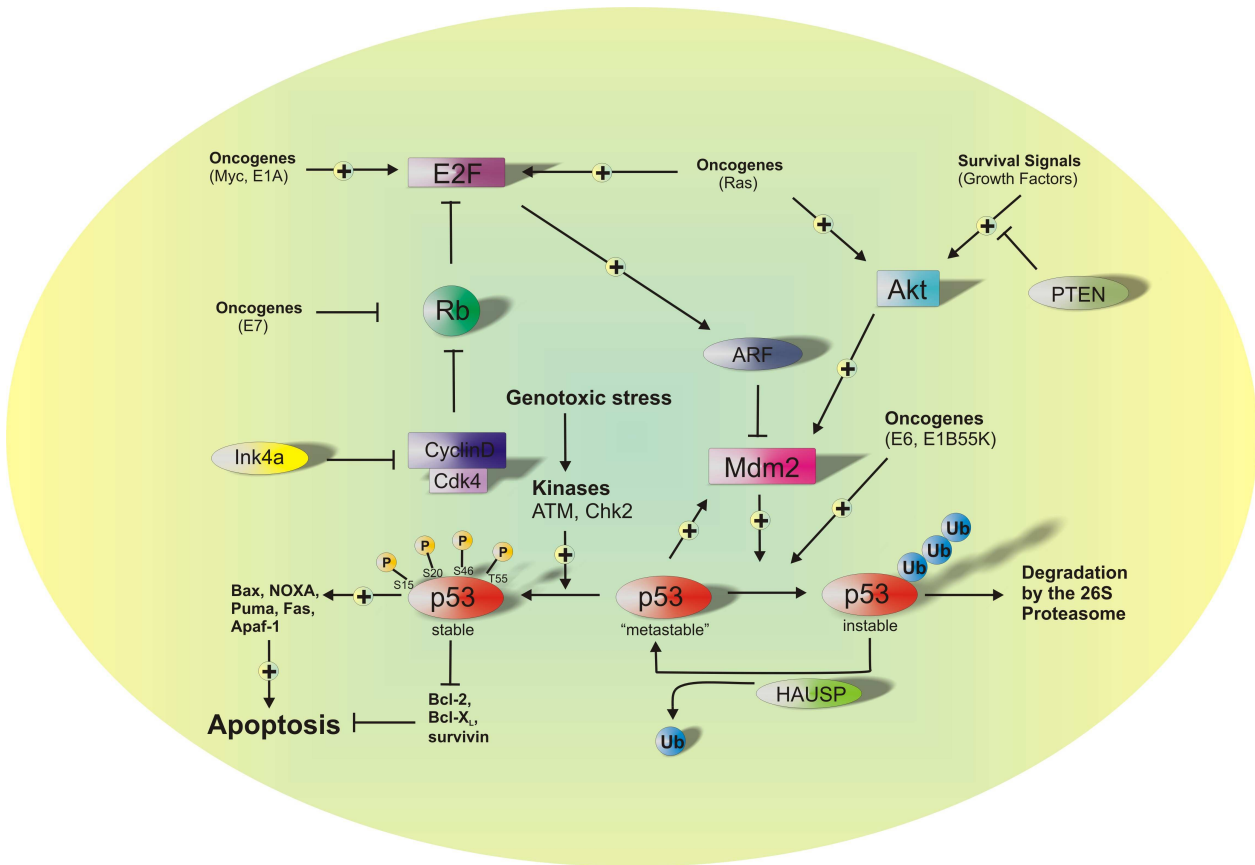 Oncogenes
(Myc, E1A)
+
E2F
+
Oncogenes
(Ras)
Survival Signals
(Growth Factors)
+
+
+
Akt
PTEN
Oncogenes
(E7)
Rb
ARF
+
Genotoxic stress
Oncogenes
(E6, E1B55K)
Ink4a
CyclinD
Cdk4
Mdm2
Kinases
ATM, Chk2
+
+
+
+
P
P
P
P
S15
S20
S46
T55
Ub
Ub
Ub
Bax, NOXA,
Puma, Fas,
Apaf-1
+
p53
stable
p53
"metastable"
p53
instable
Degradation
by the 26S
Proteasome
+
Apoptosis
Bcl-2,
Bcl-XL,
survivin
HAUSP
Ub